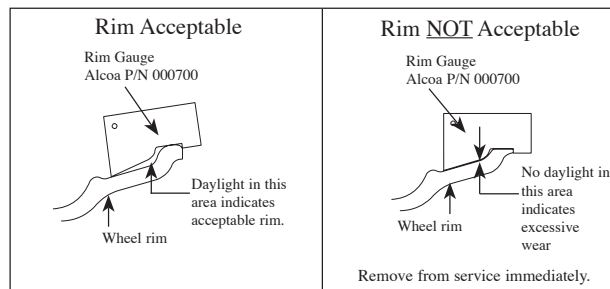 Rim Acceptable
Rim Gauge
Alcoa P/N 000700
Daylight in this
area indicates
acceptable rim.
Wheel rim
Rim NOT Acceptable
Rim Gauge
Alcoa P/N 000700
No daylight in
this area
indicates
excessive
wear
Wheel rim
Remove from service immediately.